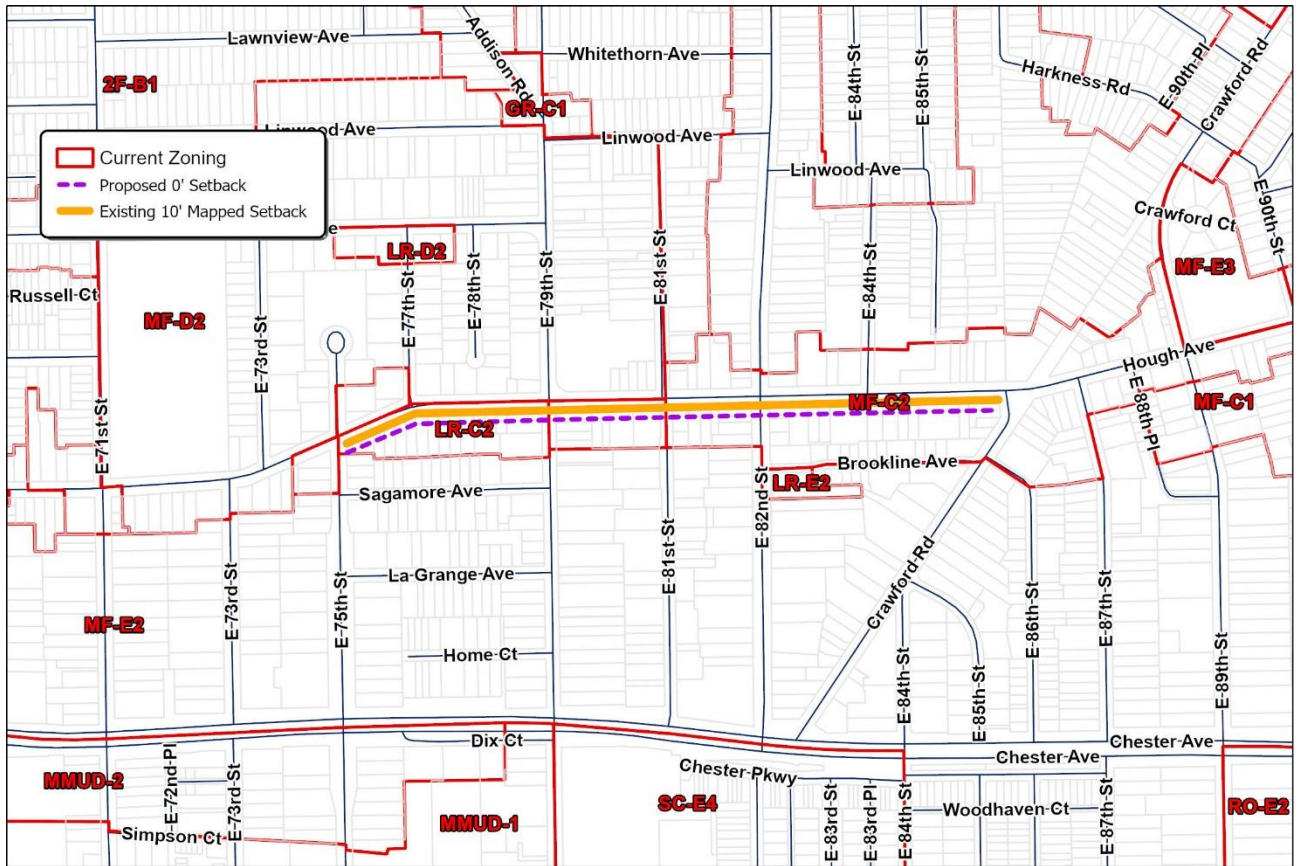 Lawnview Ave
Addison Rd
Whitethorn Ave
E-84th-St
E-85th-St
Harkness-Rd
E-90th-Pl
Crawford-Rd
2F-B1
GR-C1
Linwood Ave
Linwood Ave
Linwood Ave
Current Zoning
Proposed 0' Setback
Existing 10' Mapped Setback
e
E-90th-St
Crawford Ct
LR-D2
MF-E3
Russell Ct
MF-D2
E-73rd-St
E-77th-St
E-78th-St
E-79th-St
E-81st-St
E-84th-St
Hough Ave
E-71st-St
LR-C2
MF-C2
E-88th-Pl
MF-C1
Sagamore Ave
E-82nd-St
LR-E2
Brookline Ave
La Grange Ave
E-81st-St
Crawford Rd
MF-E2
E-73rd-St
E-75th-St
Home Ct
E-84th-St
E-85th-St
E-86th-St
E-87th-St
E-89th-St
Dix Ct
Chester Ave
Chester Ave
Chester Pkwy
MMUD-2
E-72nd-Pl
E-73rd-St
Simpson Ct
MMUD-1
SC-E4
E-83rd-St
E-83rd-Pl
E-84th-St
Woodhaven Ct
E-87th-St
RO-E2